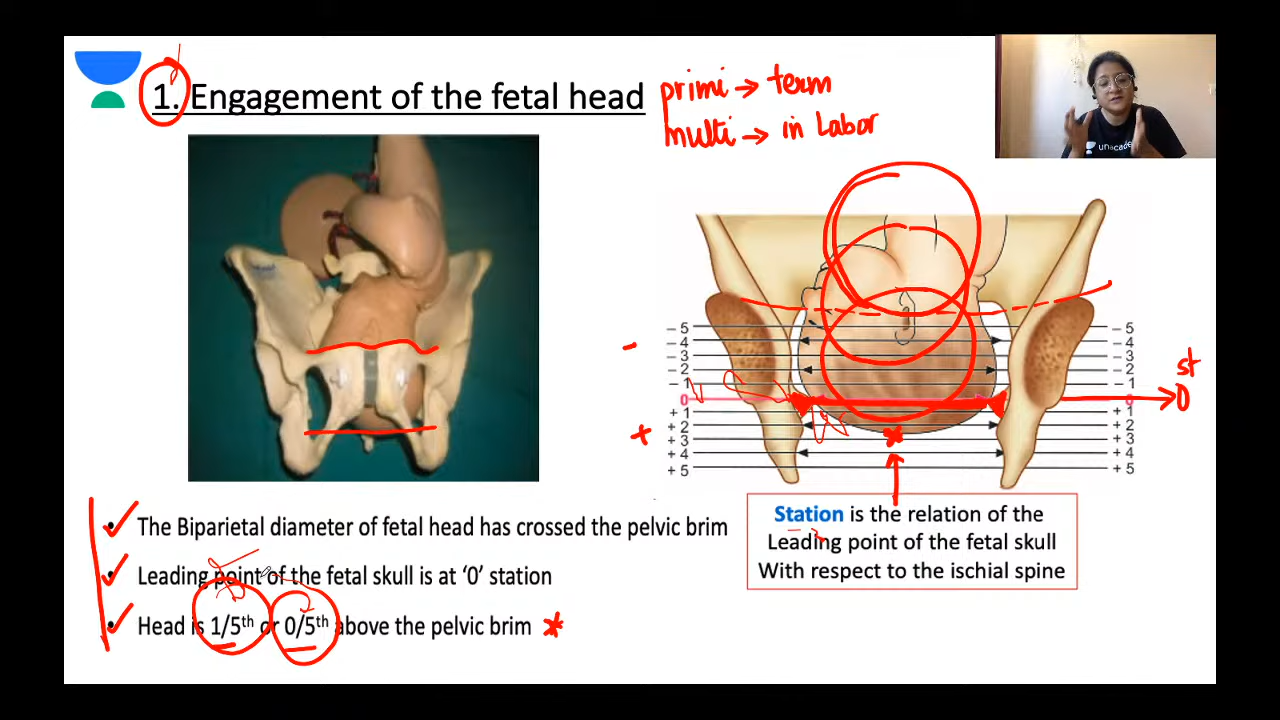 1. Engagement of the fetal head
primi → term
multi → in Labor
unacade
- 5 - 5
- 4 - 4
- 3 - 3
- 2 - 2
- 1 - 1
0 0
+ 1 + 1
+ 2 + 2
+ 3 + 3
+ 4 + 4
+ 5 + 5
-
+
st
0
• The Biparietal diameter of fetal head has crossed the pelvic brim
• Leading point of the fetal skull is at ‘0’ station
• Head is 1/5th or 0/5th above the pelvic brim *
Station is the relation of the
Leading point of the fetal skull
With respect to the ischial spine